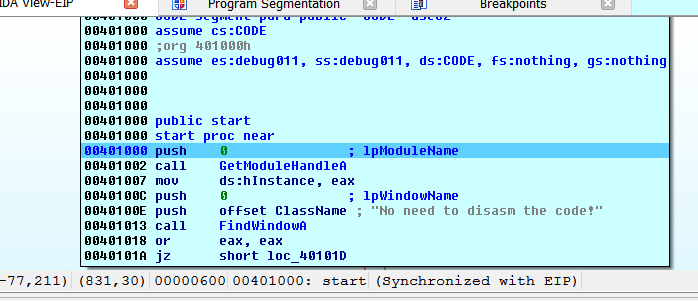 IDA View-EIP Program Segmentation Breakpoints
00401000 assume cs:CODE
00401000 ;org 401000h
00401000 assume es:debug011, ss:debug011, ds:CODE, fs:nothing, gs:nothing
00401000
00401000
00401000
00401000 public start
00401000 start proc near
00401000 push 0 ; lpModuleName
00401002 call GetModuleHandleA
00401007 mov ds:hInstance, eax
0040100C push 0 ; lpWindowName
0040100E push offset ClassName ; "No need to disasm the code!"
00401013 call FindWindowA
00401018 or eax, eax
0040101A jz short loc_40101D
-77,211) (831,30) 00000600 00401000: start (Synchronized with EIP)